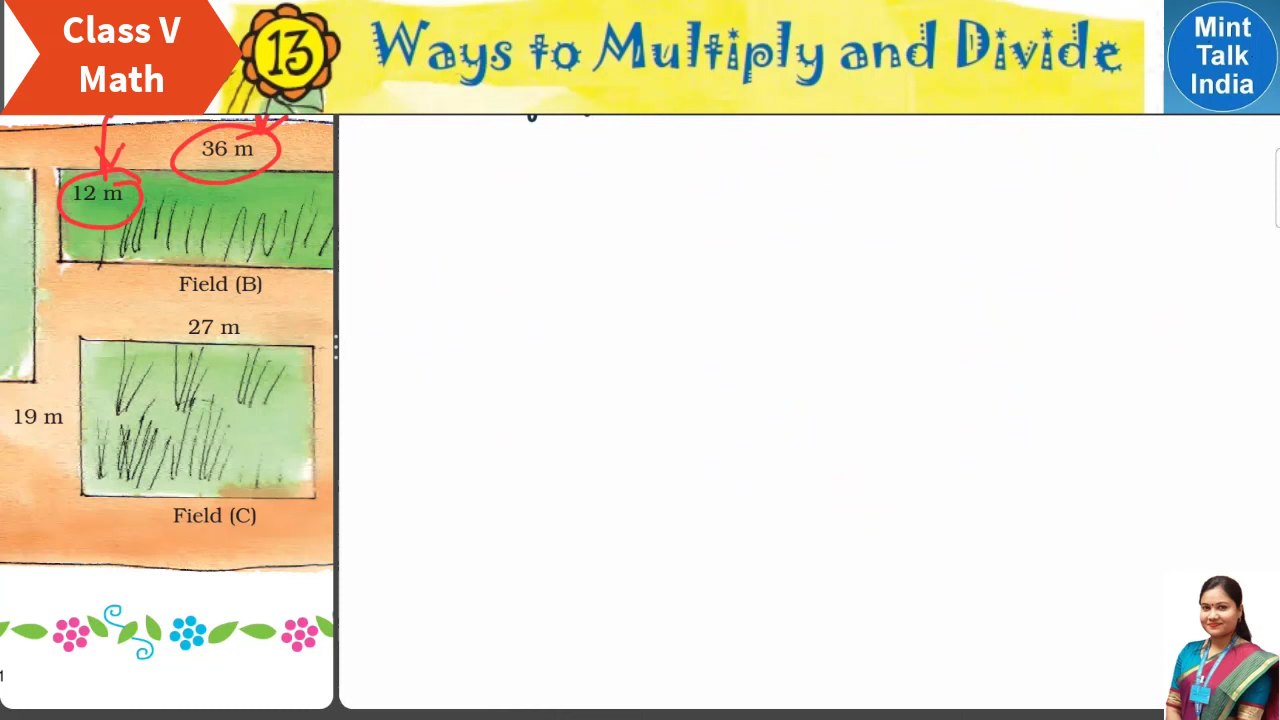 Class V
Math
13
Ways to Multiply and Divide
Mint
Talk
India
36 m
12 m
Field (B)
27 m
19 m
Field (C)